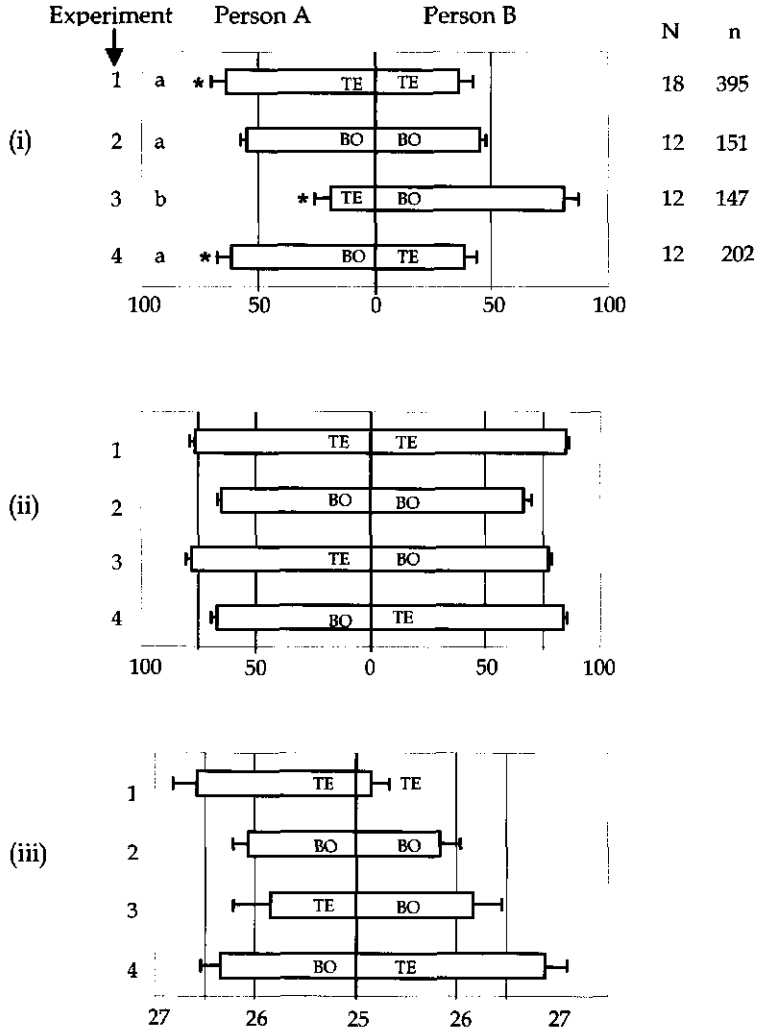 Experiment Person A Person B
N n
1 a * TE TE 18 395
(i) 2 a BO BO 12 151
3 b * TE BO 12 147
4 a * BO TE 12 202
100 50 0 50 100
1 TE TE
(ii) 2 BO BO
3 TE BO
4 BO TE
100 50 0 50 100
1 TE TE
(iii) 2 BO BO
3 TE BO
4 BO TE
27 26 25 26 27